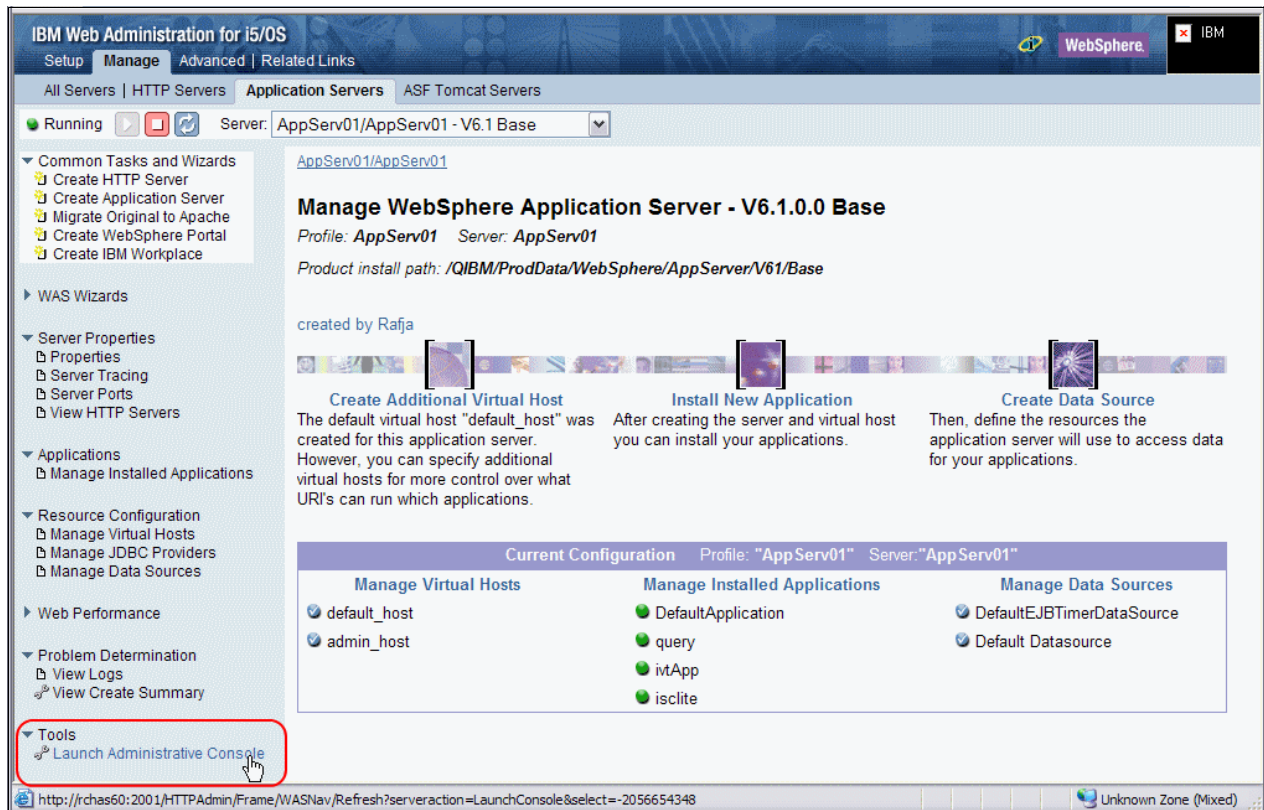 IBM Web Administration for i5/OS
WebSphere.
IBM
Setup Manage Advanced | Related Links
All Servers | HTTP Servers Application Servers ASF Tomcat Servers
Running Server: AppServ01/AppServ01 - V6.1 Base
Common Tasks and Wizards
Create HTTP Server
Create Application Server
Migrate Original to Apache
Create WebSphere Portal
Create IBM Workplace
WAS Wizards
Server Properties
Properties
Server Tracing
Server Ports
View HTTP Servers
Applications
Manage Installed Applications
Resource Configuration
Manage Virtual Hosts
Manage JDBC Providers
Manage Data Sources
Web Performance
Problem Determination
View Logs
View Create Summary
Tools
Launch Administrative Console
AppServ01/AppServ01
Manage WebSphere Application Server - V6.1.0.0 Base
Profile: AppServ01 Server: AppServ01
Product install path: /QIBM/ProdData/WebSphere/AppServer/V61/Base
created by Rafja
Create Additional Virtual Host
The default virtual host "default_host" was
created for this application server.
However, you can specify additional
virtual hosts for more control over what
URI's can run which applications.
Install New Application
After creating the server and virtual host
you can install your applications.
Create Data Source
Then, define the resources the
application server will use to access data
for your applications.
Current Configuration Profile: "AppServ01" Server:"AppServ01"
Manage Virtual Hosts
default_host
admin_host
Manage Installed Applications
DefaultApplication
query
ivtApp
isclite
Manage Data Sources
DefaultEJBTimerDataSource
Default Datasource
http://rchas60:2001/HTTPAdmin/Frame/WASNav/Refresh?serveraction=LaunchConsole&select=-2056654348
Unknown Zone (Mixed)